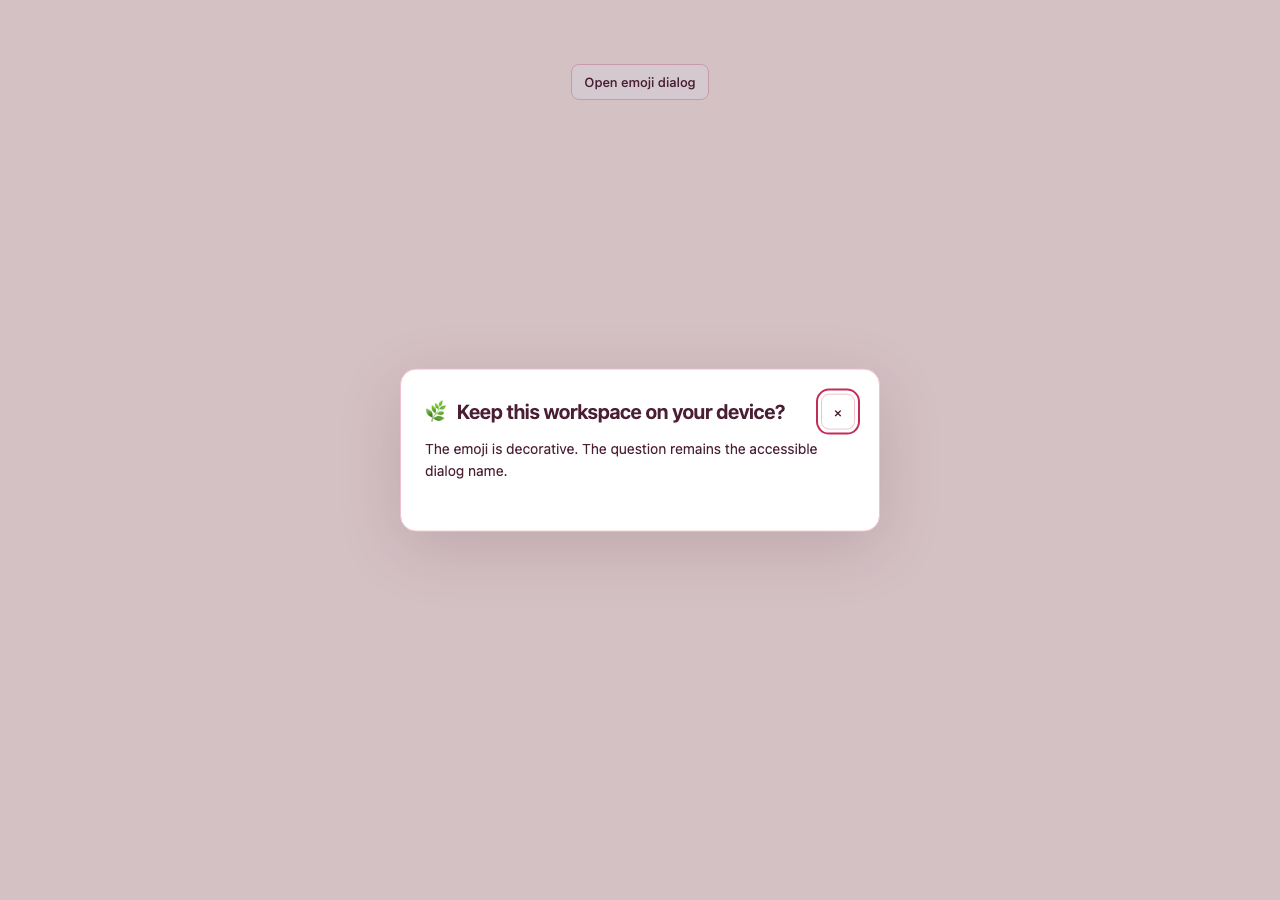 Open emoji dialog
🌿 Keep this workspace on your device?
×
The emoji is decorative. The question remains the accessible
dialog name.